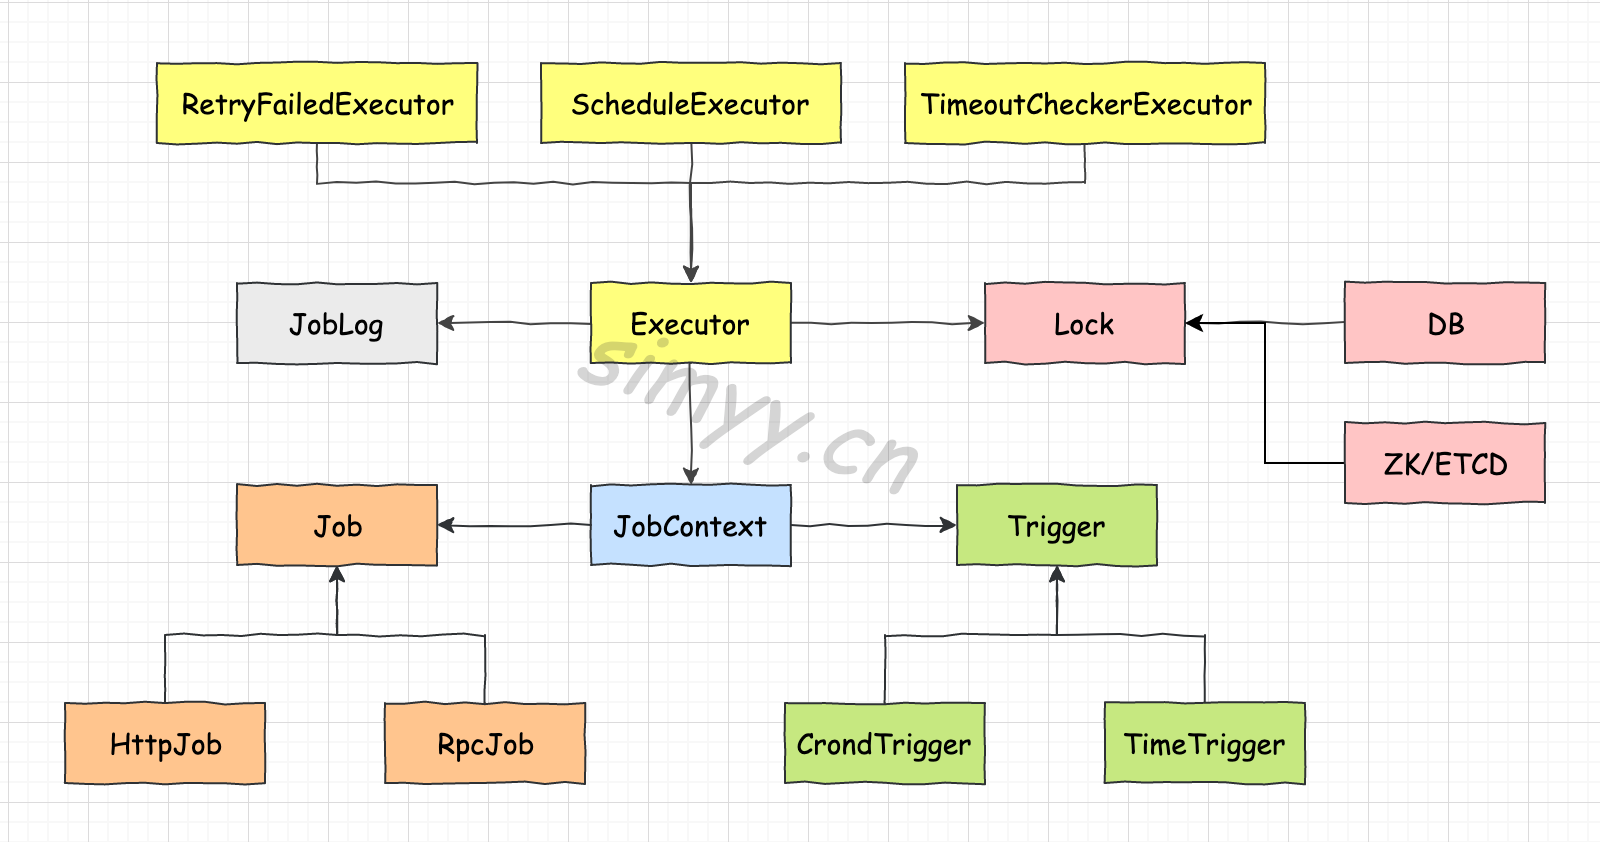 RetryFailedExecutor
ScheduleExecutor
TimeoutCheckerExecutor
JobLog
Executor
Lock
DB
simyy.cn
ZK/ETCD
Job
JobContext
Trigger
HttpJob
RpcJob
CrondTrigger
TimeTrigger